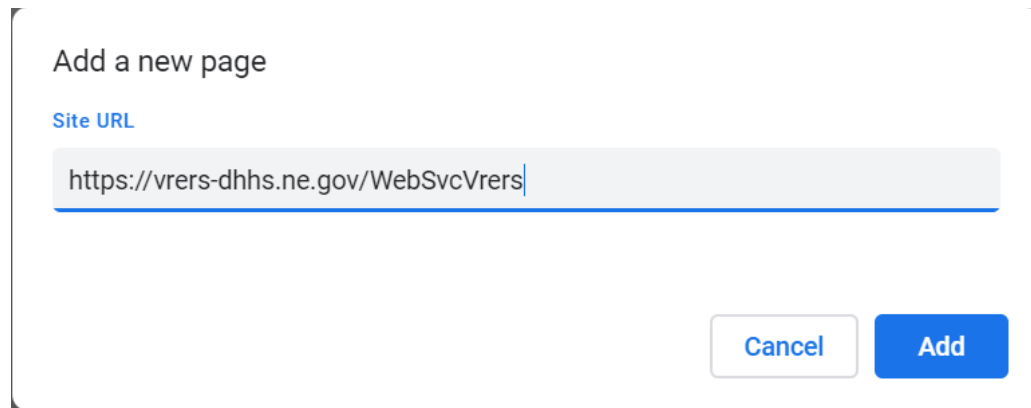 Add a new page
Site URL
https://vrers-dhhs.ne.gov/WebSvcVrers
Cancel
Add